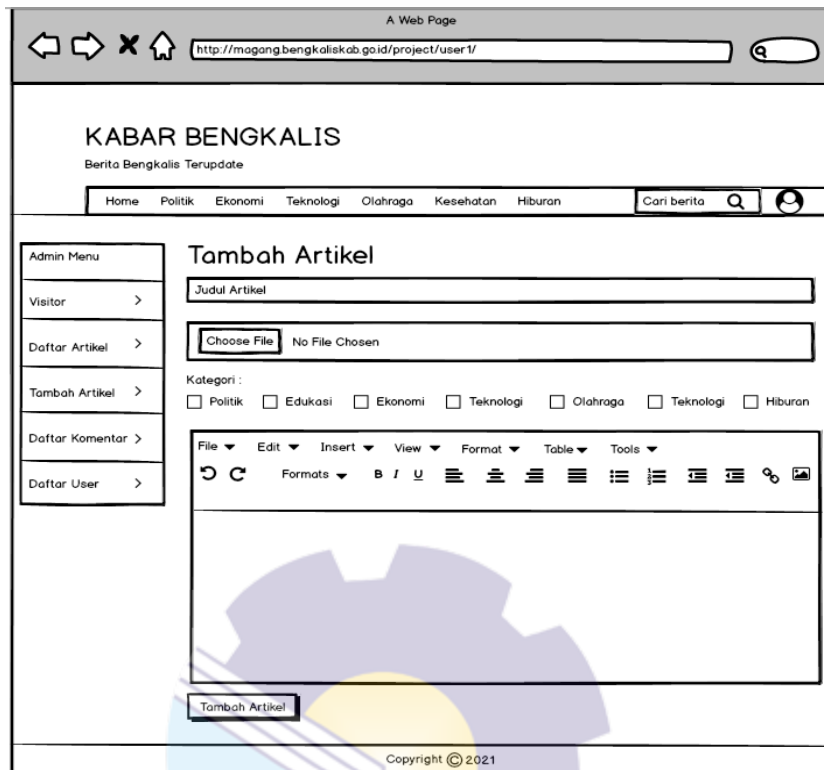 A Web Page
http://magang.bengkaliskab.go.id/project/user1/
KABAR BENGKALIS
Berita Bengkalis Terupdate
Home Politik Ekonomi Teknologi Olahraga Kesehatan Hiburan Cari berita
Admin Menu
Visitor
Daftar Artikel
Tambah Artikel
Daftar Komentar
Daftar User
Tambah Artikel
Judul Artikel
Choose File No File Chosen
Kategori :
Politik Edukasi Ekonomi Teknologi Olahraga Teknologi Hiburan
File Edit Insert View Format Table Tools
Formats B I U
Tambah Artikel
Copyright © 2021